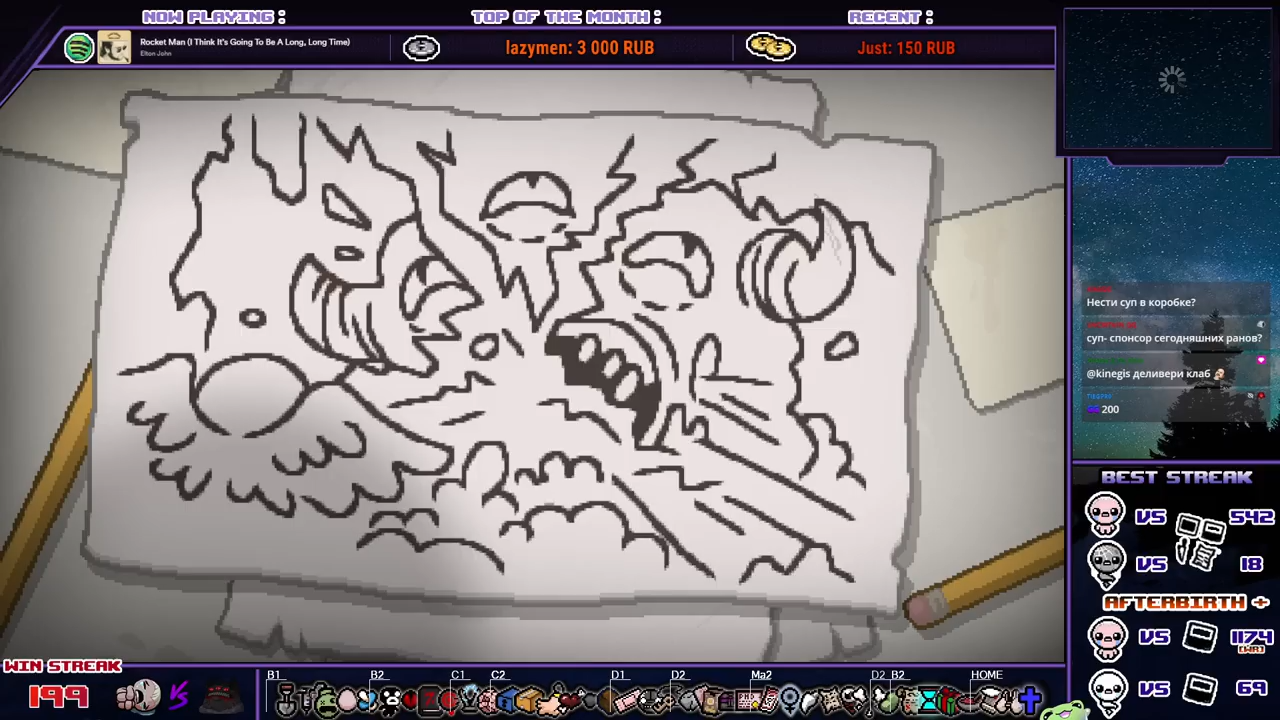 NOW PLAYING :
TOP OF THE MONTH :
RECENT :
Rocket Man (I Think It's Going To Be A Long, Long Time)
Elton John
lazymen: 3 000 RUB
Just: 150 RUB
Нести суп в коробке?
суп- спонсор сегодняшних ранов?
@kinegis деливери клаб
200
BEST STREAK
VS
542
VS
18
AFTERBIRTH +
VS
1174
[WR]
VS
69
WIN STREAK
199
VS
B1
B2
C1
C2
D1
D2
Ma2
D2
B2
HOME